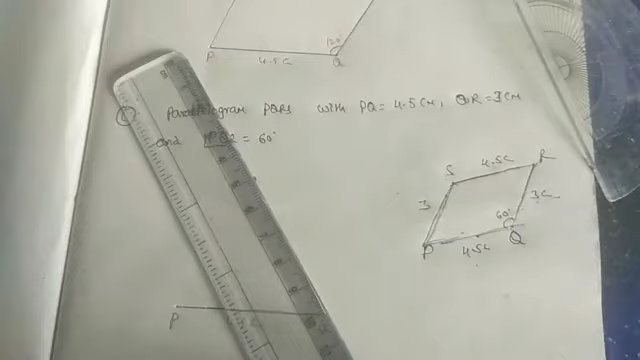 120°
P
4.5c
Q
Parallelogram PQRS with PQ = 4.5 cm, QR = 3 cm
and = 60°
S
4.5c
R
3
3c
60°
P
4.5c
Q
P